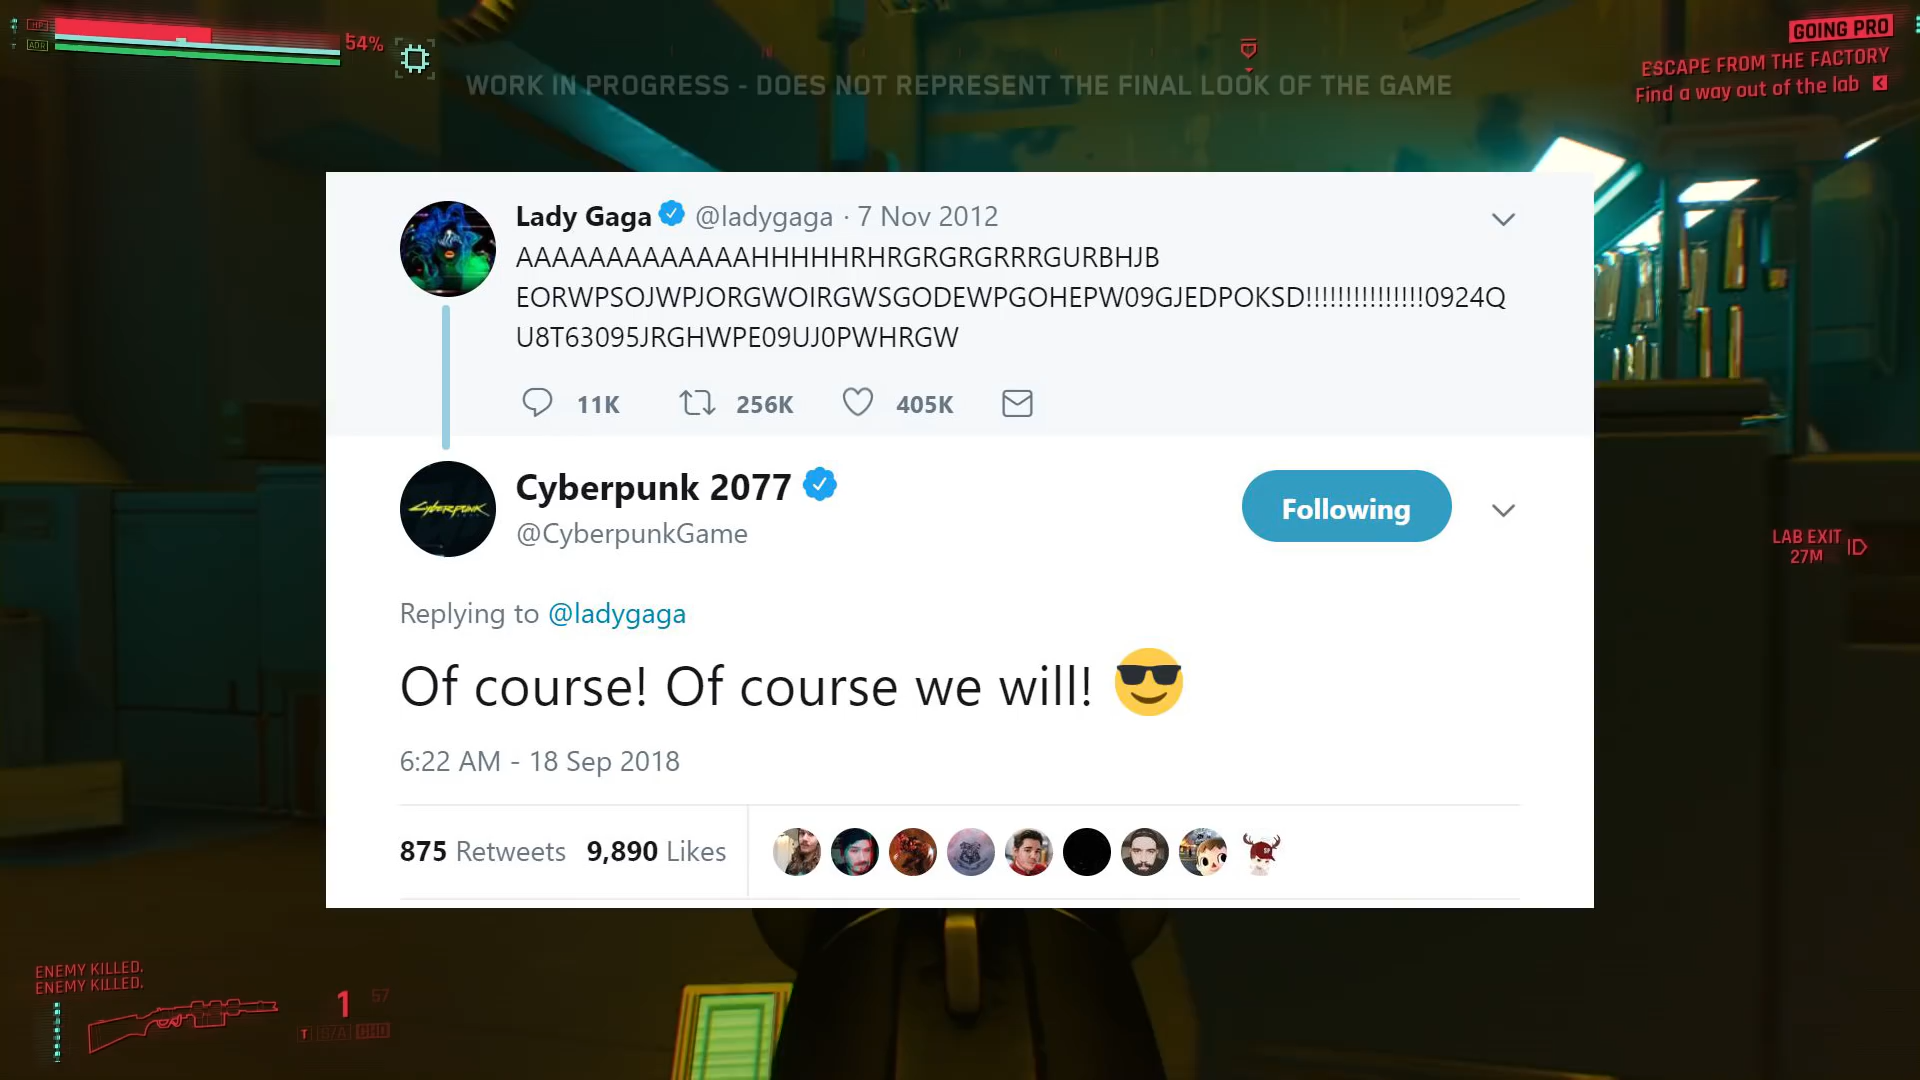 HP
ADR
54%
WORK IN PROGRESS - DOES NOT REPRESENT THE FINAL LOOK OF THE GAME
GOING PRO
ESCAPE FROM THE FACTORY
Find a way out of the lab
Lady Gaga @ladygaga · 7 Nov 2012
AAAAAAAAAAAAAHHHHHRHRGRGRGRRRGURBHJB
EORWPSOJWPJORGWOIRGWSGODEWPGOHEPW09GJEDPOKSD!!!!!!!!!!!!!!!0924Q
U8T63095JRGHWPE09UJ0PWHRGW
11K 256K 405K
CYBERPUNK
Cyberpunk 2077
@CyberpunkGame
Following
LAB EXIT
27M
Replying to @ladygaga
Of course! Of course we will! 😎
6:22 AM - 18 Sep 2018
875 Retweets 9,890 Likes
ENEMY KILLED.
ENEMY KILLED.
1 57
T S/A